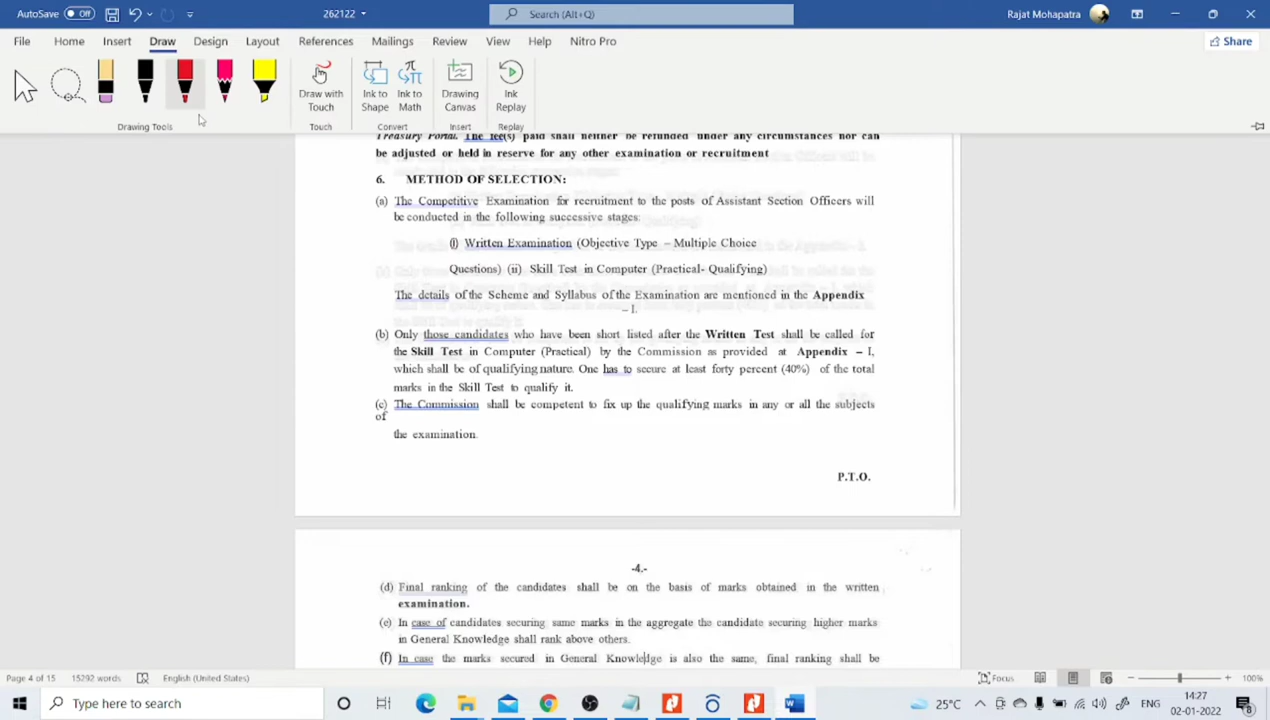 AutoSave Off 262122 Search (Alt+Q) Rajat Mohapatra
File Home Insert Draw Design Layout References Mailings Review View Help Nitro Pro Share
Draw with Touch Ink to Shape Ink to Math Drawing Canvas Ink Replay
Drawing Tools Touch Convert Insert Replay
Treasury Portal. The fee(s) paid shall neither be refunded under any circumstances nor can
be adjusted or held in reserve for any other examination or recruitment
6. METHOD OF SELECTION:
(a) The Competitive Examination for recruitment to the posts of Assistant Section Officers will
be conducted in the following successive stages:
(i) Written Examination (Objective Type – Multiple Choice
Questions) (ii) Skill Test in Computer (Practical- Qualifying)
The details of the Scheme and Syllabus of the Examination are mentioned in the Appendix
– I.
(b) Only those candidates who have been short listed after the Written Test shall be called for
the Skill Test in Computer (Practical) by the Commission as provided at Appendix – I,
which shall be of qualifying nature. One has to secure at least forty percent (40%) of the total
marks in the Skill Test to qualify it.
(c) The Commission shall be competent to fix up the qualifying marks in any or all the subjects
of
the examination.
P.T.O.
-4.-
(d) Final ranking of the candidates shall be on the basis of marks obtained in the written
examination.
(e) In case of candidates securing same marks in the aggregate the candidate securing higher marks
in General Knowledge shall rank above others.
(f) In case the marks secured in General Knowledge is also the same, final ranking shall be
Page 4 of 15 15292 words English (United States) Focus 100%
Type here to search 25°C ENG 14:27
02-01-2022 8